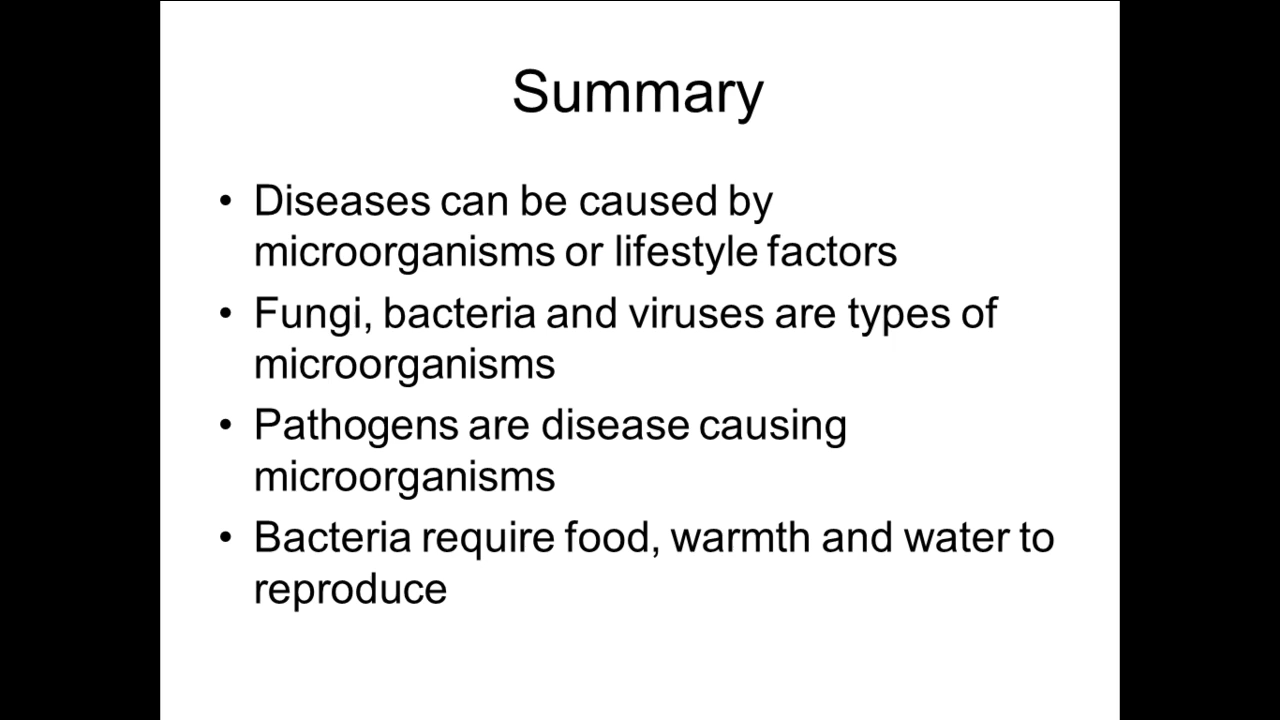 Summary
• Diseases can be caused by
microorganisms or lifestyle factors
• Fungi, bacteria and viruses are types of
microorganisms
• Pathogens are disease causing
microorganisms
• Bacteria require food, warmth and water to
reproduce